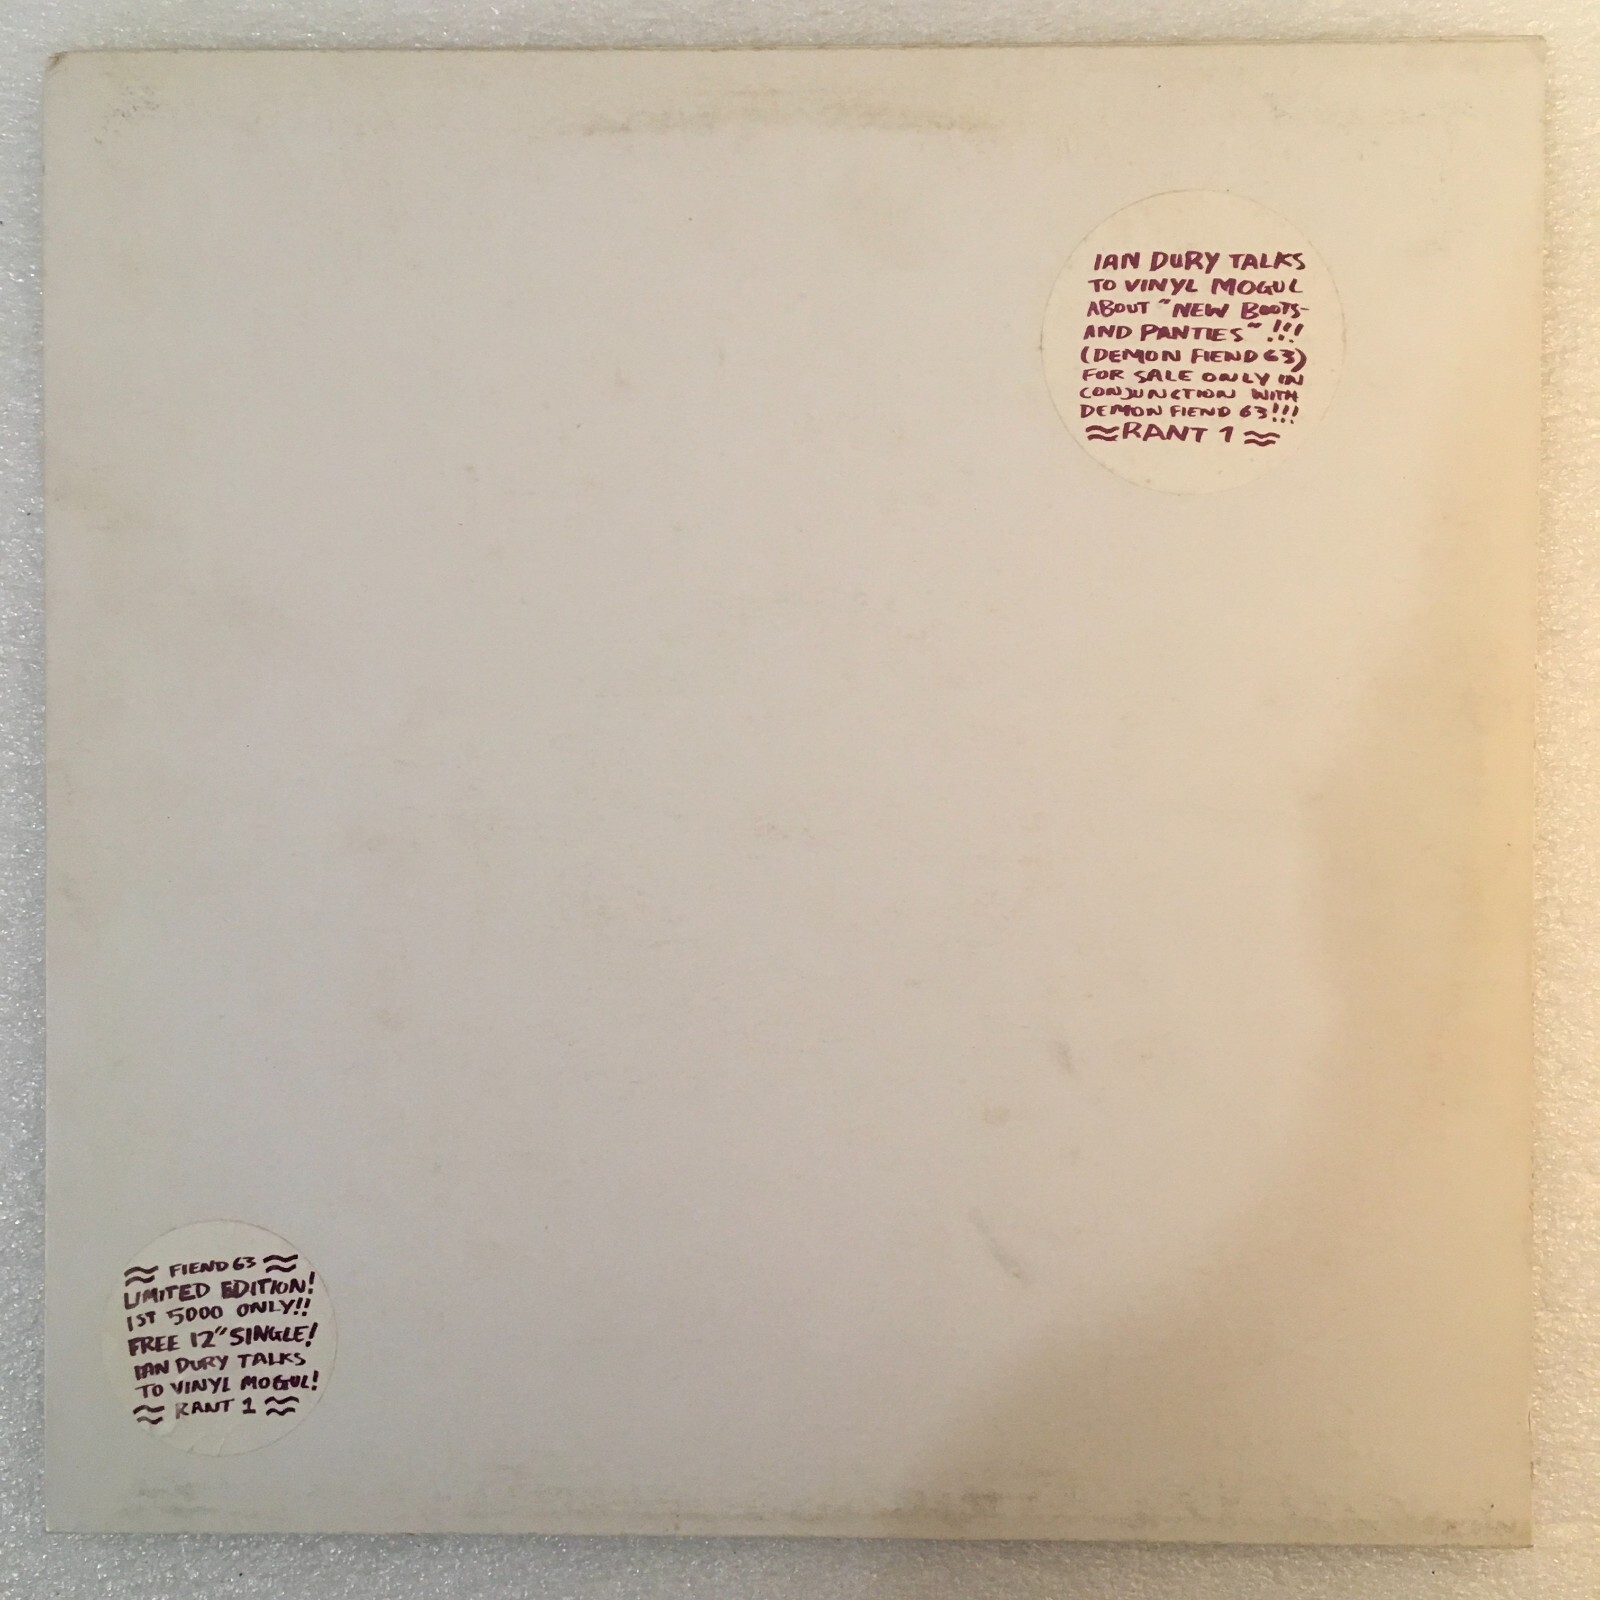 IAN DURY TALKS
TO VINYL MOGUL
ABOUT "NEW BOOTS-
AND PANTIES" !!!
(DEMON FIEND 63)
FOR SALE ONLY IN
CONJUNCTION WITH
DEMON FIEND 63!!!
≈ RANT 1 ≈
≈ FIEND 63 ≈
LIMITED EDITION!
1ST 5000 ONLY!!
FREE 12" SINGLE!
IAN DURY TALKS
TO VINYL MOGUL!
≈ RANT 1 ≈